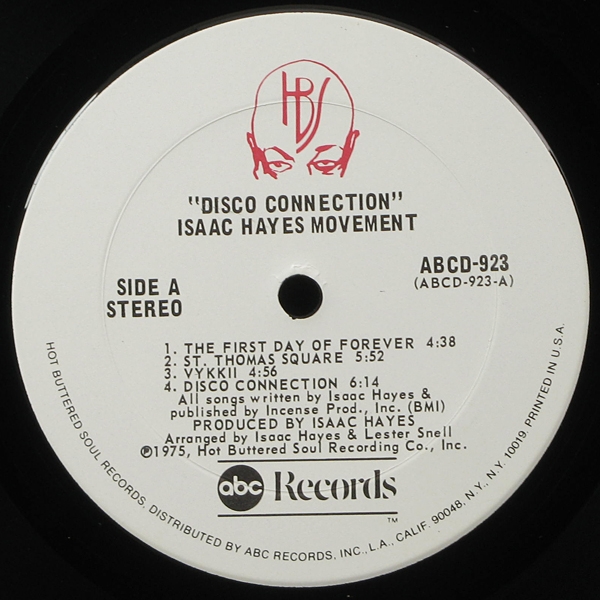 HBS
"DISCO CONNECTION"
ISAAC HAYES MOVEMENT
SIDE A
STEREO
ABCD-923
(ABCD-923-A)
1. THE FIRST DAY OF FOREVER 4:38
2. ST. THOMAS SQUARE 5:52
3. VYKKII 4:56
4. DISCO CONNECTION 6:14
All songs written by Isaac Hayes &
published by Incense Prod., Inc. (BMI)
PRODUCED BY ISAAC HAYES
Arranged by Isaac Hayes & Lester Snell
℗1975, Hot Buttered Soul Recording Co., Inc.
abc Records
TM
HOT BUTTERED SOUL RECORDS, DISTRIBUTED BY ABC RECORDS, INC., L.A., CALIF. 90048, N.Y., N.Y. 10019. PRINTED IN U.S.A.